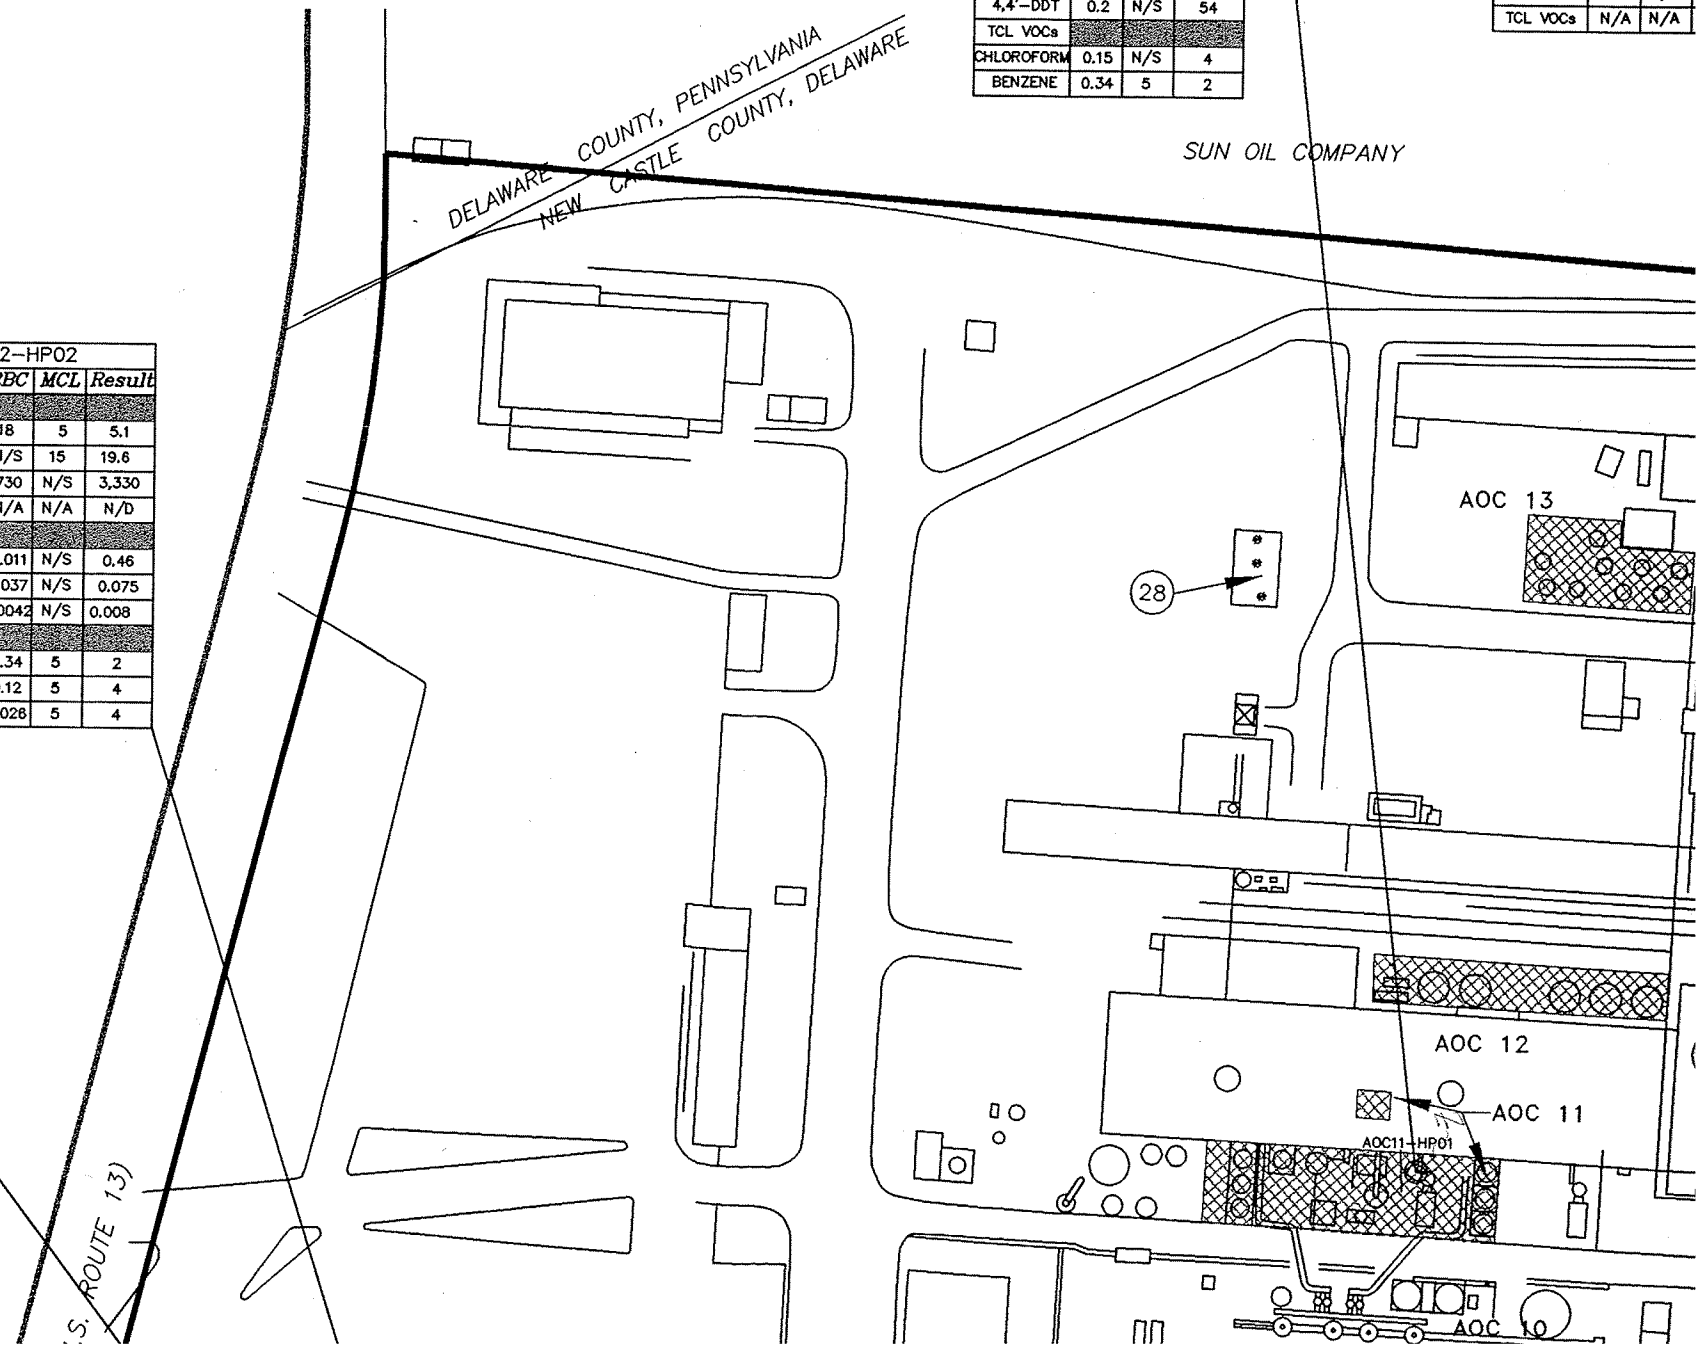 4,4'-DDT 0.2 N/S 54
TCL VOCs
CHLOROFORM 0.15 N/S 4
BENZENE 0.34 5 2
TCL VOCs N/A N/A
DELAWARE COUNTY, PENNSYLVANIA
NEW CASTLE COUNTY, DELAWARE
SUN OIL COMPANY
2-HP02
RBC MCL Result
18 5 5.1
N/S 15 19.6
730 N/S 3,330
N/A N/A N/D
.011 N/S 0.46
037 N/S 0.075
0042 N/S 0.008
.34 5 2
.12 5 4
026 5 4
AOC 13
28
AOC 12
AOC 11
AOC11-HP01
AOC 10
.S. ROUTE 13)